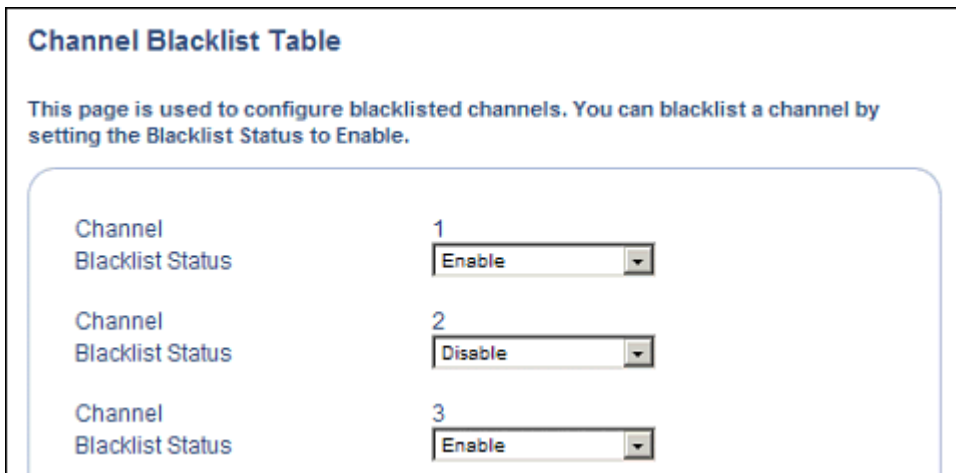 Channel Blacklist Table
This page is used to configure blacklisted channels. You can blacklist a channel by
setting the Blacklist Status to Enable.
Channel 1
Blacklist Status Enable
Channel 2
Blacklist Status Disable
Channel 3
Blacklist Status Enable